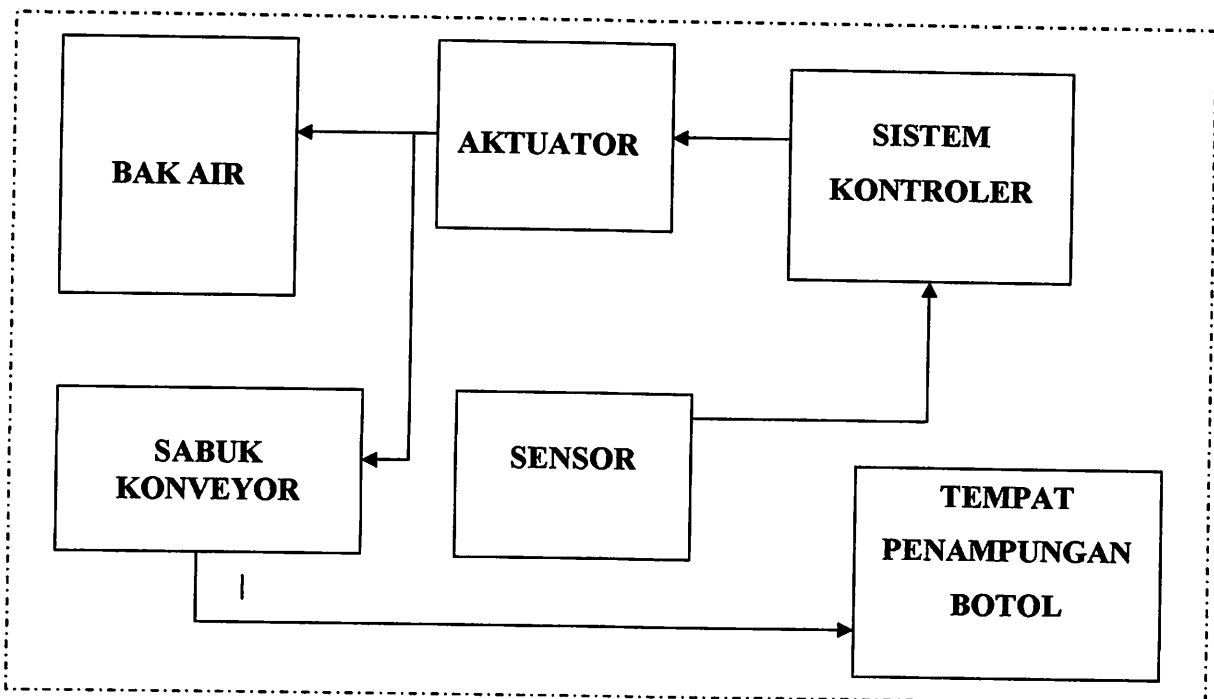 BAK AIR
AKTUATOR
SISTEM
KONTROLER
SABUK
KONVEYOR
SENSOR
TEMPAT
PENAMPUNGAN
BOTOL